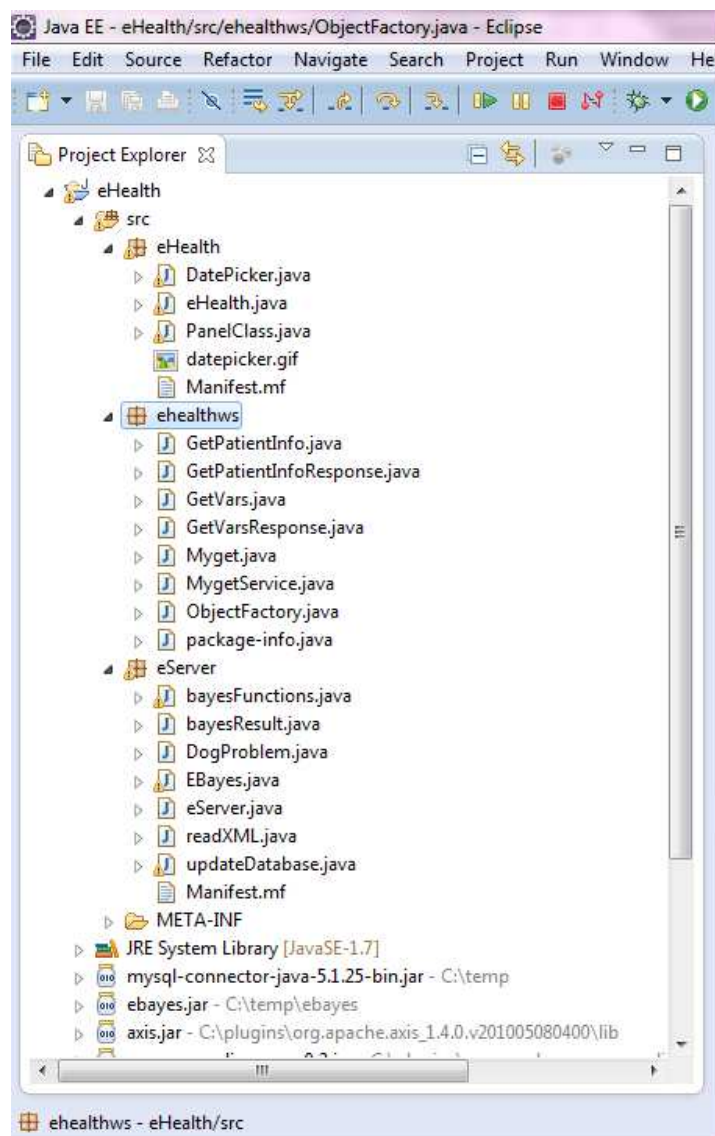 Java EE - eHealth/src/ehealthws/ObjectFactory.java - Eclipse
File Edit Source Refactor Navigate Search Project Run Window He
Project Explorer
eHealth
src
eHealth
DatePicker.java
eHealth.java
PanelClass.java
datepicker.gif
Manifest.mf
ehealthws
GetPatientInfo.java
GetPatientInfoResponse.java
GetVars.java
GetVarsResponse.java
Myget.java
MygetService.java
ObjectFactory.java
package-info.java
eServer
bayesFunctions.java
bayesResult.java
DogProblem.java
EBayes.java
eServer.java
readXML.java
updateDatabase.java
Manifest.mf
META-INF
JRE System Library [JavaSE-1.7]
mysql-connector-java-5.1.25-bin.jar - C:\temp
ebayes.jar - C:\temp\ebayes
axis.jar - C:\plugins\org.apache.axis_1.4.0.v201005080400\lib
ehealthws - eHealth/src